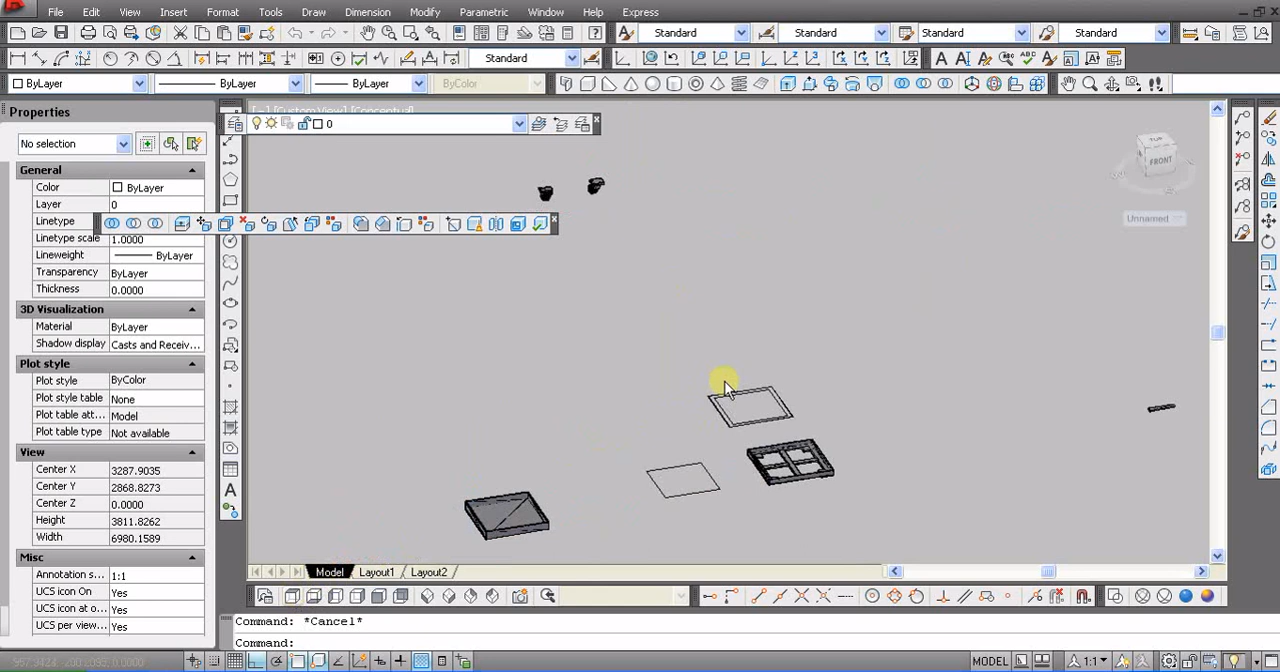 File Edit View Insert Format Tools Draw Dimension Modify Parametric Window Help Express
Standard Standard Standard Standard
Standard
ByLayer ByLayer ByLayer ByColor
Properties
[−] [Custom View] [Conceptual]
0
No selection
TOP
FRONT
General
Color ByLayer
Layer 0
Unnamed
Linety
Linetype scale 1.0000
Lineweight ByLayer
Transparency ByLayer
Thickness 0.0000
3D Visualization
Material ByLayer
Shadow display Casts and Receiv...
Plot style
Plot style ByColor
Plot style table None
Plot table att... Model
Plot table type Not available
View
Center X 3287.9035
Center Y 2868.8273
Center Z 0.0000
Height 3811.8262
Width 6980.1589
Misc
Annotation s... 1:1
UCS icon On Yes
UCS icon at o... Yes
UCS per view... Yes
Model Layout1 Layout2
Command: *Cancel*
Command:
MODEL 1:1